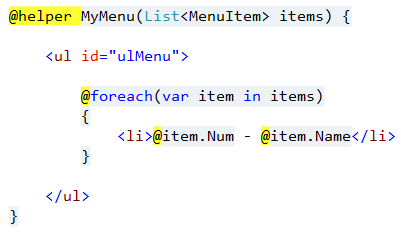 @helper MyMenu(List<MenuItem> items) {
<ul id="ulMenu">
@foreach(var item in items)
{
<li>@item.Num - @item.Name</li>
}
</ul>
}